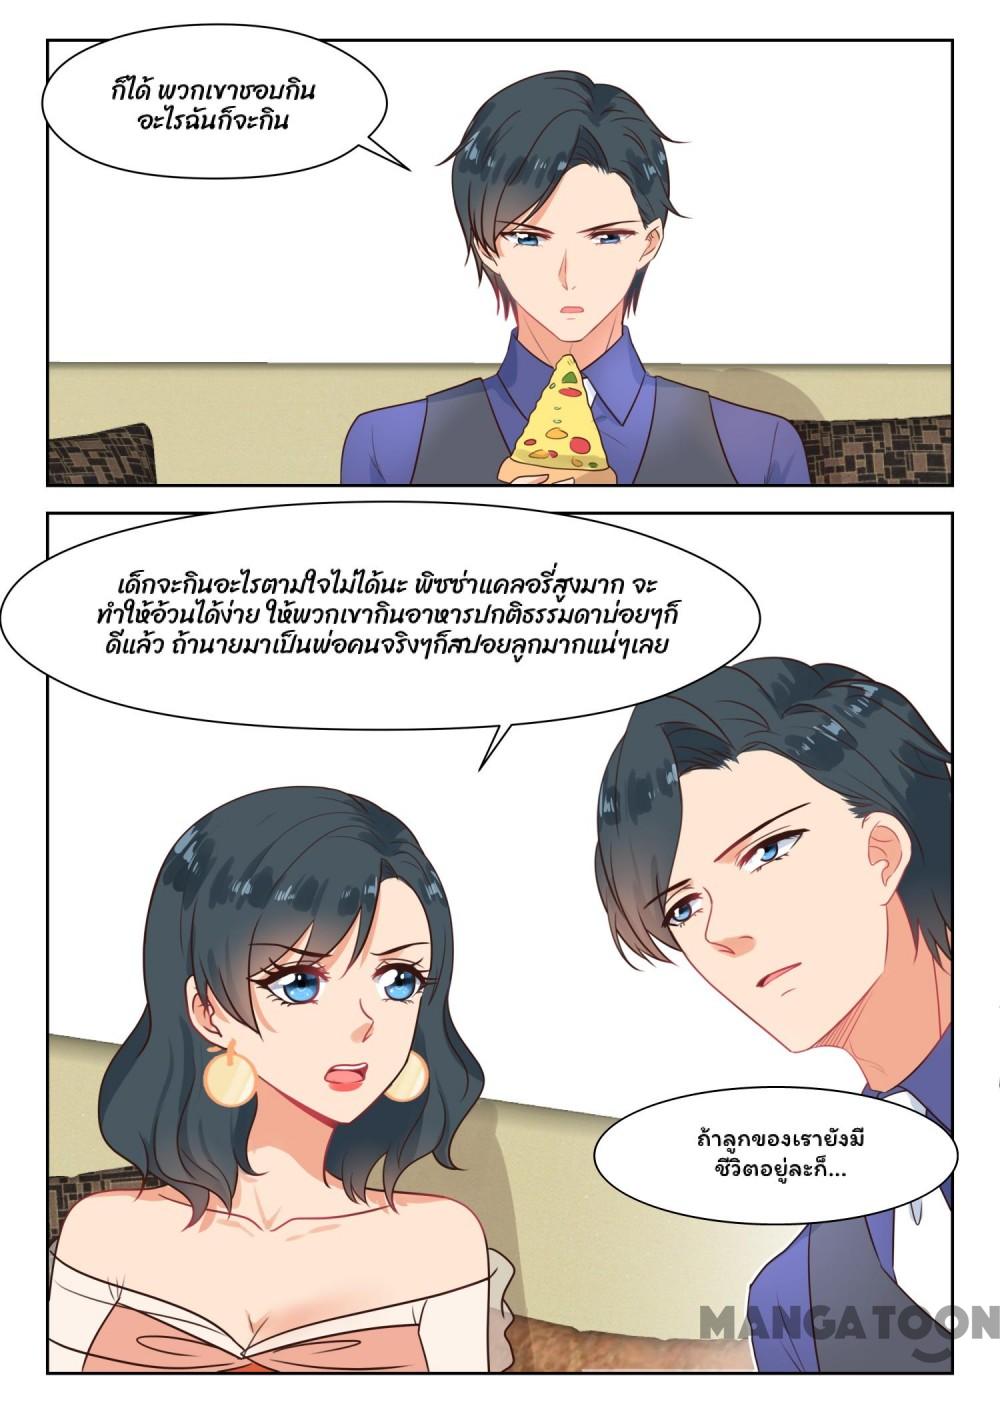 ก็ได้ พวกเขาชอบกิน
อะไรฉันก็จะกิน
เด็กจะกินอะไรตามใจไม่ได้นะ พิซซ่าแคลอรี่สูงมาก จะ
ทำให้อ้วนได้ง่าย ให้พวกเขากินอาหารปกติธรรมดาบ่อยๆก็
ดีแล้ว ถ้านายมาเป็นพ่อคนจริงๆก็สปอยลูกมากแน่ๆเลย
ถ้าลูกของเรายังมี
ชีวิตอยู่ละก็...
MANGATOON